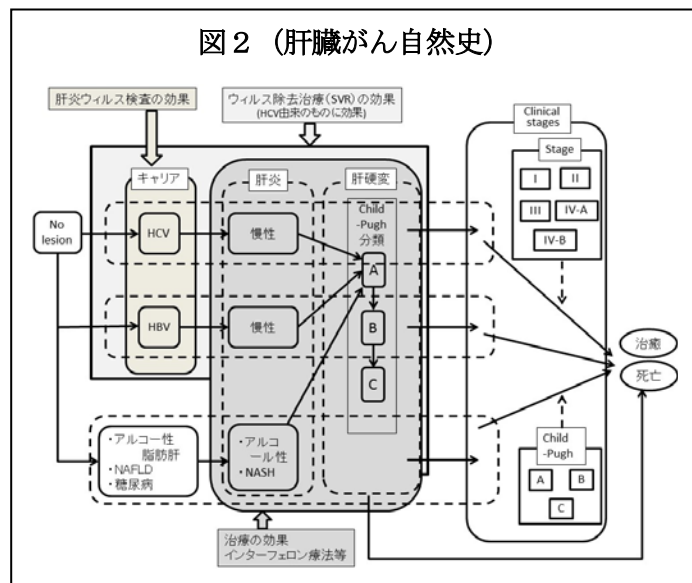 図２（肝臓がん自然史）
肝炎ウィルス検査の効果
ウィルス除去治療（SVR）の効果
（HCV由来のものに効果）
Clinical
stages
Stage
I
II
III
IV-A
IV-B
キャリア
肝炎
肝硬変
No
lesion
HCV
慢性
Child
-Pugh
分類
A
B
C
HBV
慢性
治癒
死亡
・アルコー性
脂肪肝
・NAFLD
・糖尿病
・アルコ
ール性
・NASH
Child
-Pugh
A
B
C
治療の効果
インターフェロン療法等